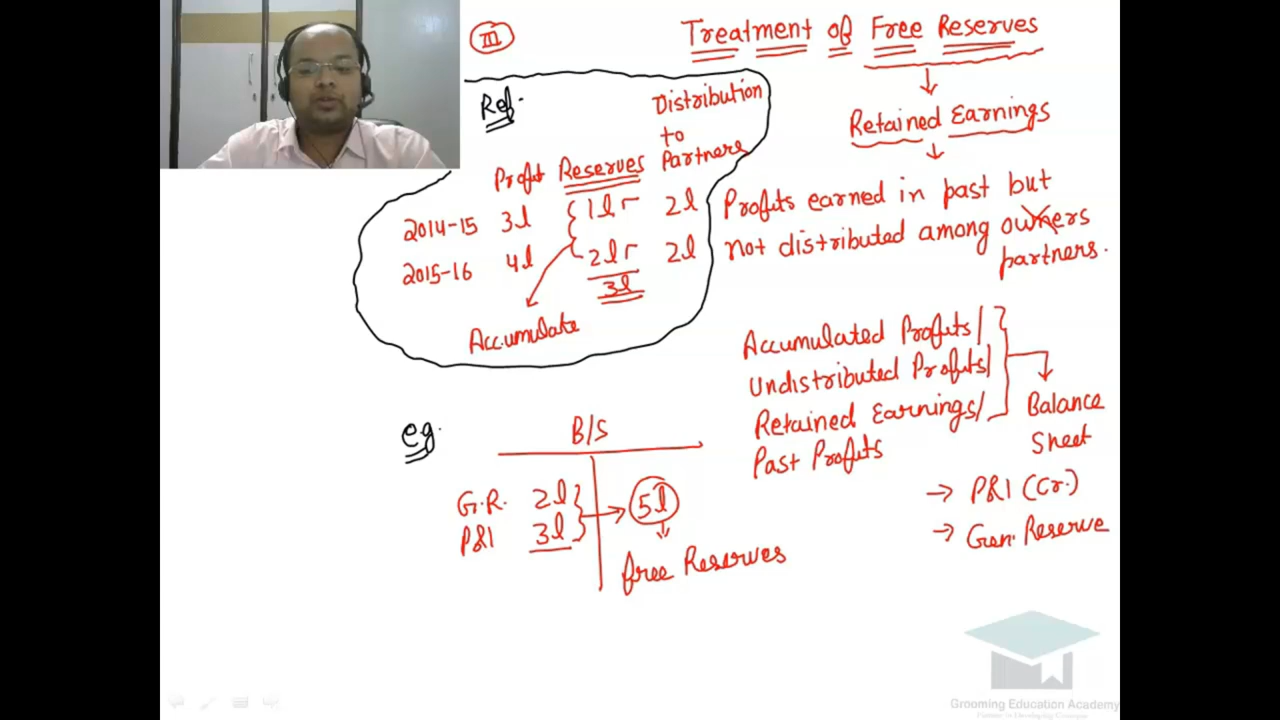 III
Treatment of Free Reserves
Retained Earnings
Profits earned in past but
not distributed among owners
partners.
Ref.
Distribution
to
Partners
Profit Reserves
2014-15 3l 1l 2l
2015-16 4l 2l 2l
3l
Accumulate
Accumulated Profits/
Undistributed Profits/
Retained Earnings/
Past Profits
Balance
Sheet
→ P&l (Cr.)
→ Gen. Reserve
e.g.
B/S
G.R. 2l
P&l 3l
5l
free Reserves
Grooming Education Academy